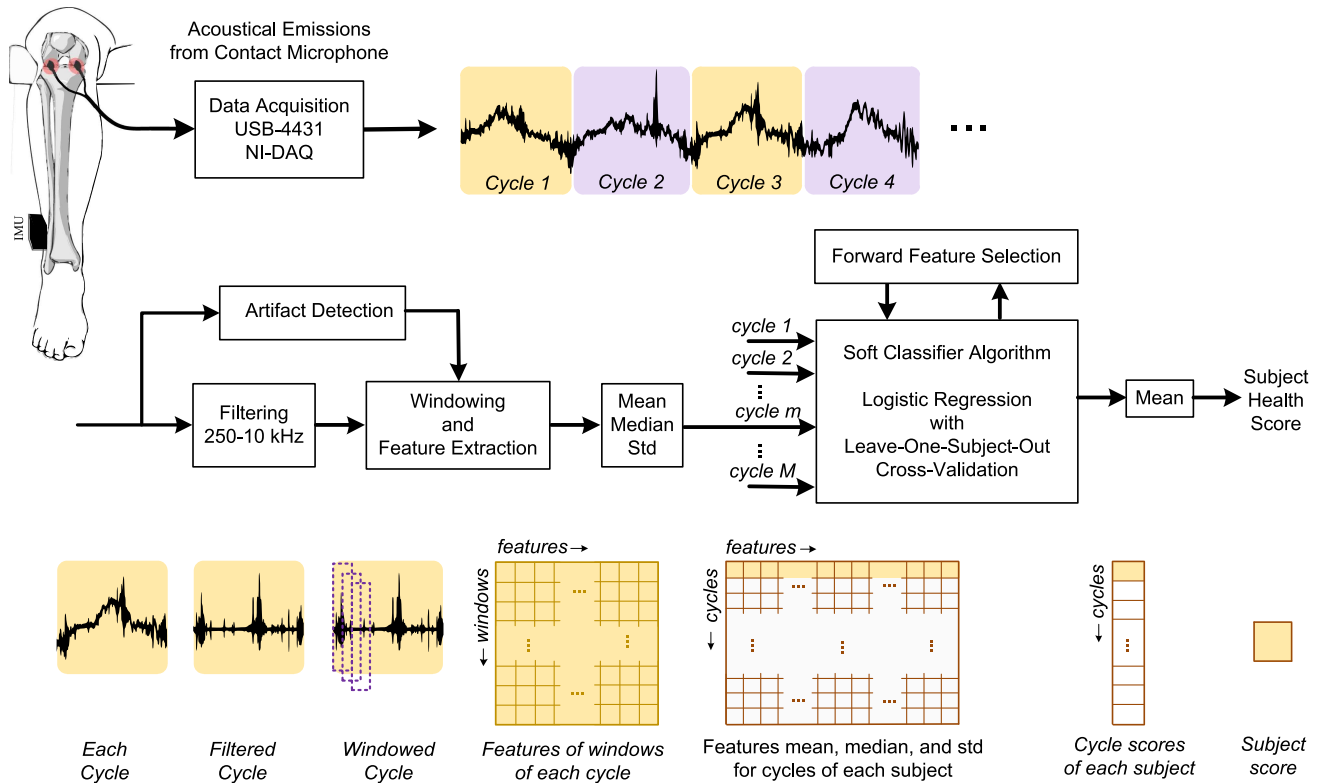 Acoustical Emissions
from Contact Microphone
Data Acquisition
USB-4431
NI-DAQ
Cycle 1
Cycle 2
Cycle 3
Cycle 4
IMU
Forward Feature Selection
Artifact Detection
Filtering
250-10 kHz
Windowing
and
Feature Extraction
Mean
Median
Std
cycle 1
cycle 2
cycle m
cycle M
Soft Classifier Algorithm
Logistic Regression
with
Leave-One-Subject-Out
Cross-Validation
Mean
Subject
Health
Score
features
windows
features
cycles
cycles
Each
Cycle
Filtered
Cycle
Windowed
Cycle
Features of windows
of each cycle
Features mean, median, and std
for cycles of each subject
Cycle scores
of each subject
Subject
score